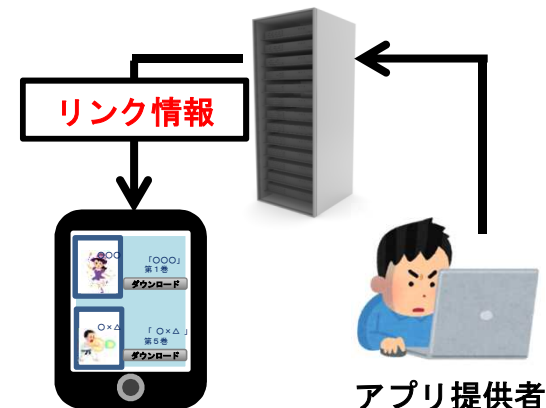 リンク情報
○○○
「○○○」
第1巻
ダウンロード
○×△
「 ○×△ 」
第5巻
ダウンロード
アプリ提供者